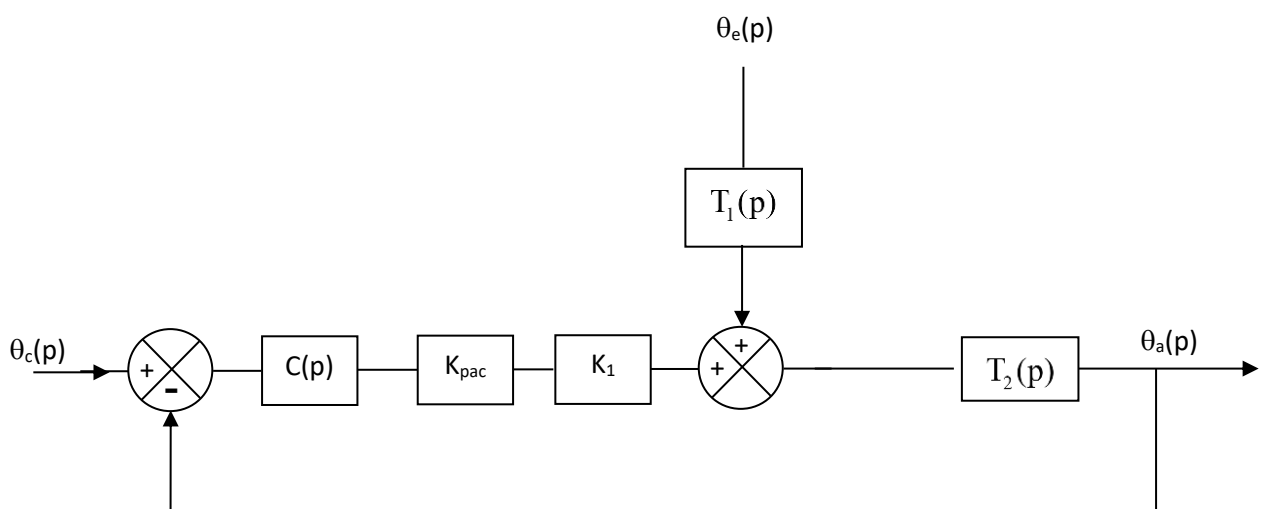 θe(p)
T1(p)
θc(p)
+
-
C(p)
Kpac
K1
+
+
T2(p)
θa(p)